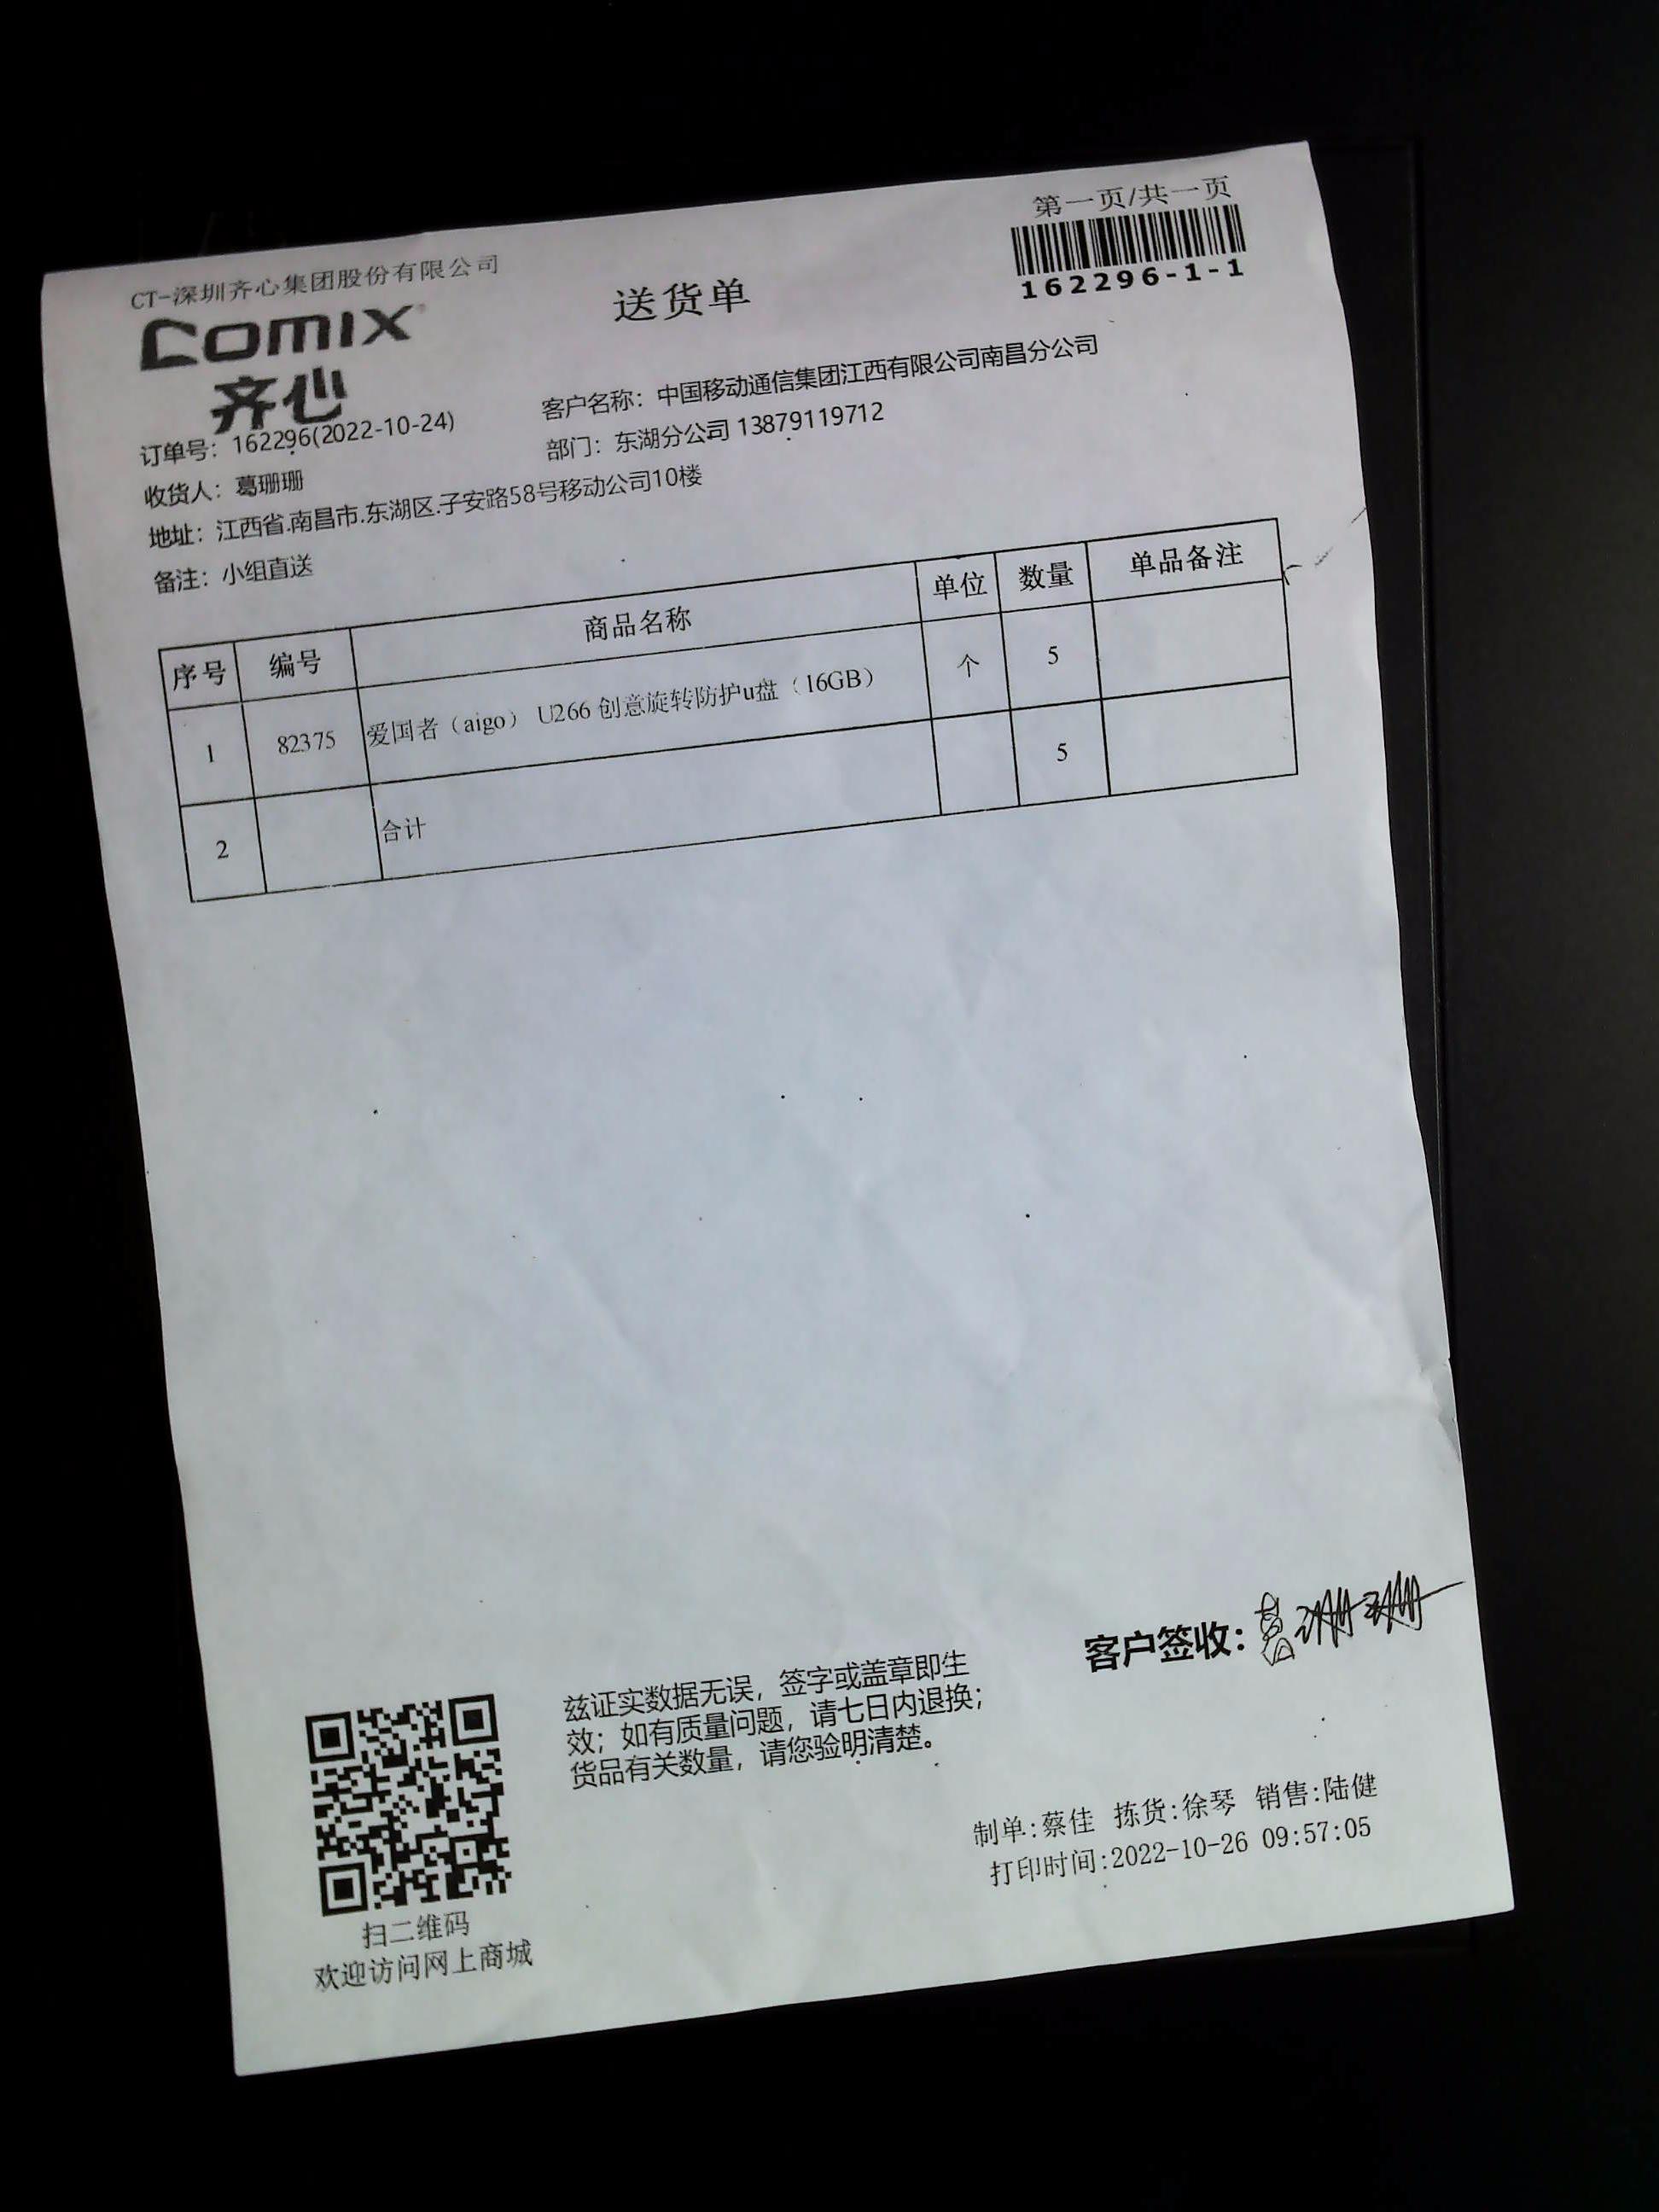 第一页/共一页
162296-1-1
CT-深圳齐心集团股份有限公司
comix
齐心
送货单
订单号：162296(2022-10-24)
客户名称：中国移动通信集团江西有限公司南昌分公司
收货人：葛珊珊
部门：东湖分公司 13879119712
地址：江西省.南昌市.东湖区.子安路58号移动公司10楼
备注：小组直送
序号 编号 商品名称 单位 数量 单品备注
1 82375 爱国者（aigo） U266 创意旋转防护u盘（16GB） 个 5
2 合计 5
客户签收：葛珊珊
兹证实数据无误，签字或盖章即生
效；如有质量问题，请七日内退换；
货品有关数量，请您验明清楚。
制单:蔡佳 拣货:徐琴 销售:陆健
打印时间:2022-10-26 09:57:05
扫二维码
欢迎访问网上商城